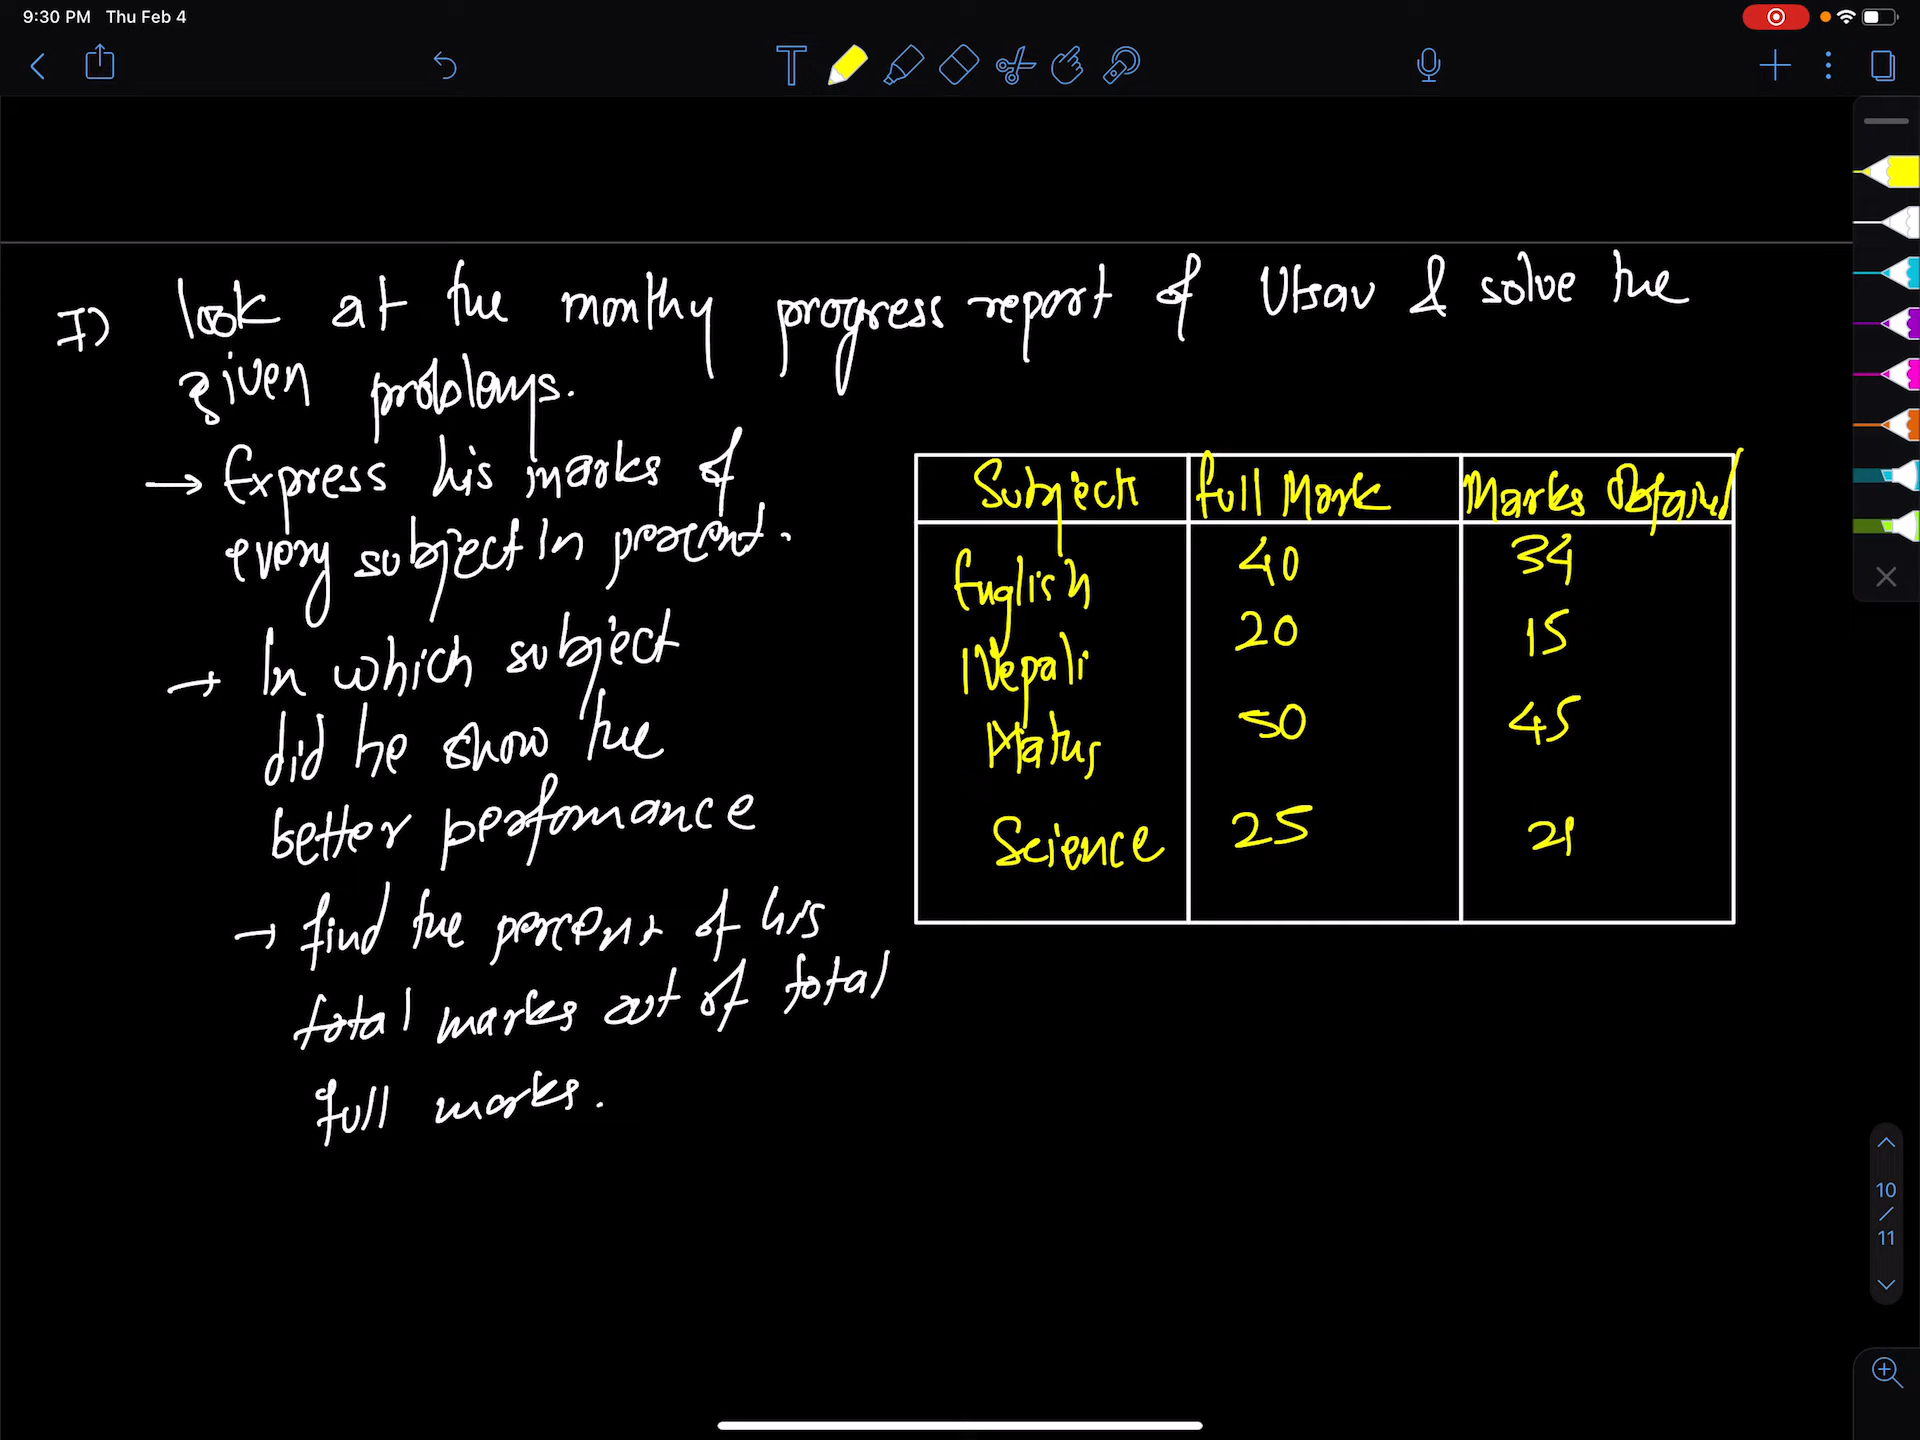 9:30 PM Thu Feb 4
I) look at the monthy progress report of Utsav & solve the
given problems.
→ Express his marks of
every subject in percent.
→ In which subject
did he show the
better perfomance
→ find the percent of his
total marks out of total
full marks.
Subject full Mark Marks Obtained
English 40 34
Nepali 20 15
Maths 50 45
Science 25 21
10
/
11